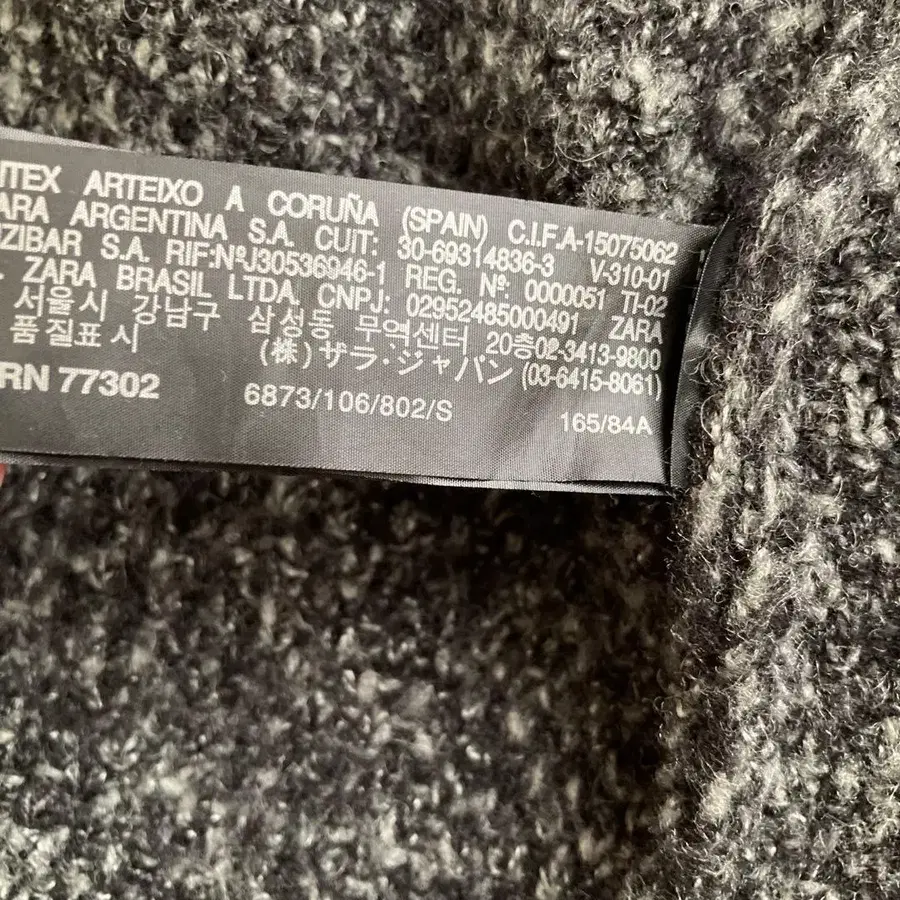 ITEX ARTEIXO A CORUÑA (SPAIN) C.I.F.A-15075062
ARA ARGENTINA S.A. CUIT: 30-69314836-3 V-310-01
ZIBAR S.A. RIF:NºJ30536946-1 REG. Nº: 0000051 TI-02
ZARA BRASIL LTDA. CNPJ: 02952485000491 ZARA
서울시 강남구 삼성동 무역센터 20층02-3413-9800
품질표시 (株)ザラ・ジャパン (03-6415-8061)
RN 77302 6873/106/802/S 165/84A